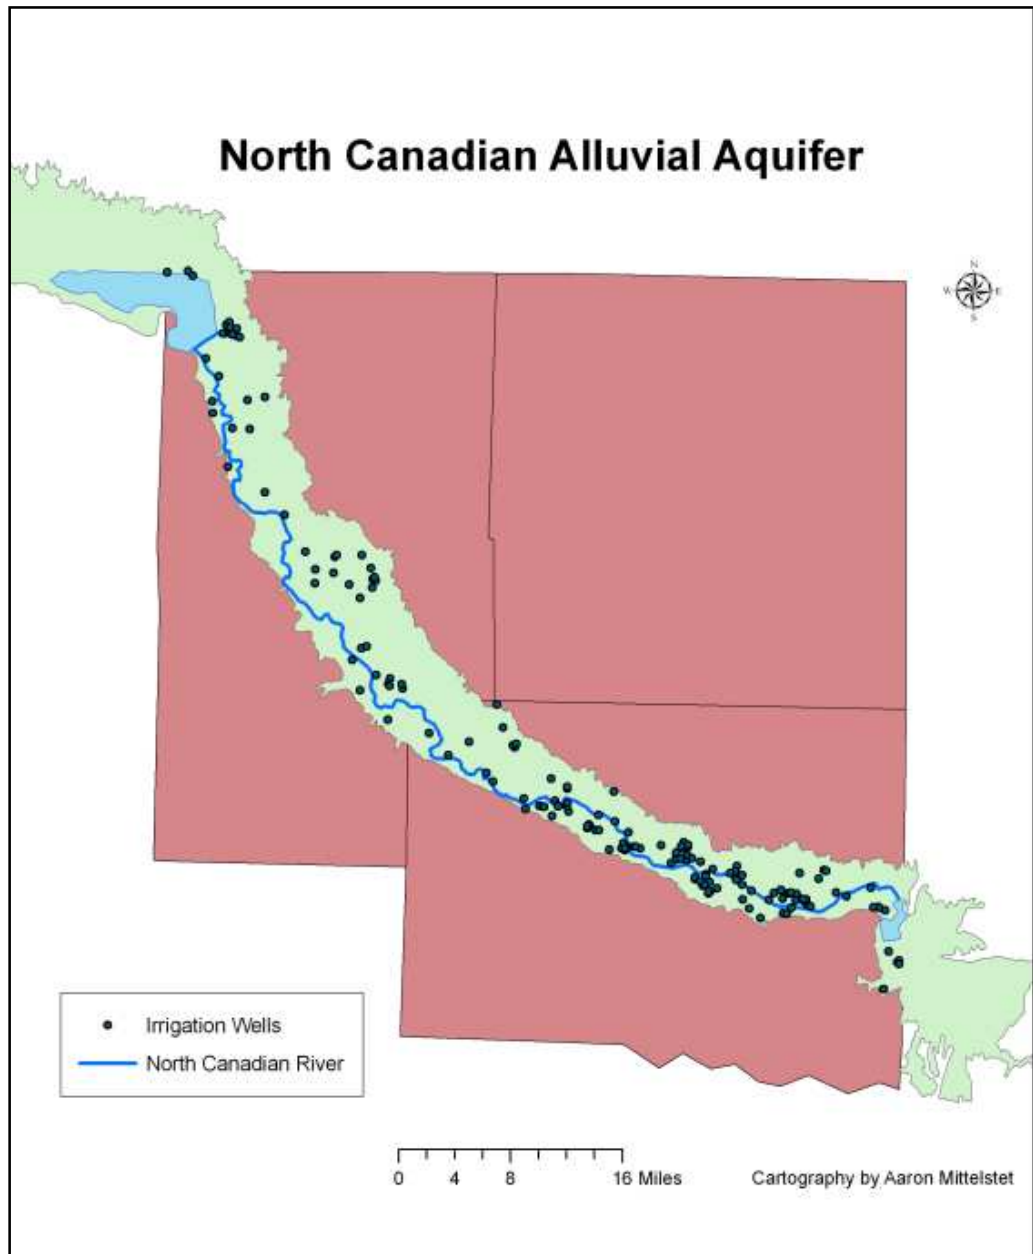 North Canadian Alluvial Aquifer
N
W E
S
Irrigation Wells
North Canadian River
0 4 8 16 Miles
Cartography by Aaron Mittelstet